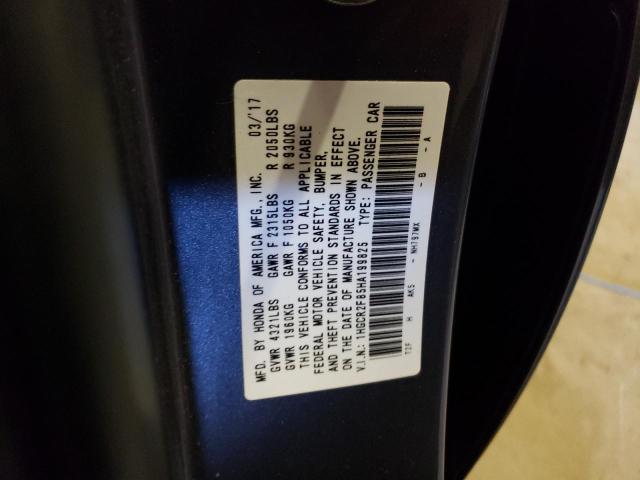 MFD. BY HONDA OF AMERICA MFG., INC. 03/'17
GVWR 4321LBS GAWR F 2315LBS R 2050LBS
GVWR 1960KG GAWR F 1050KG R 930KG
THIS VEHICLE CONFORMS TO ALL APPLICABLE
FEDERAL MOTOR VEHICLE SAFETY, BUMPER,
AND THEFT PREVENTION STANDARDS IN EFFECT
ON THE DATE OF MANUFACTURE SHOWN ABOVE.
V.I.N.: 1HGCR2F85HA199825 TYPE: PASSENGER CAR
T2F H AK5 - NH797MX - B - A